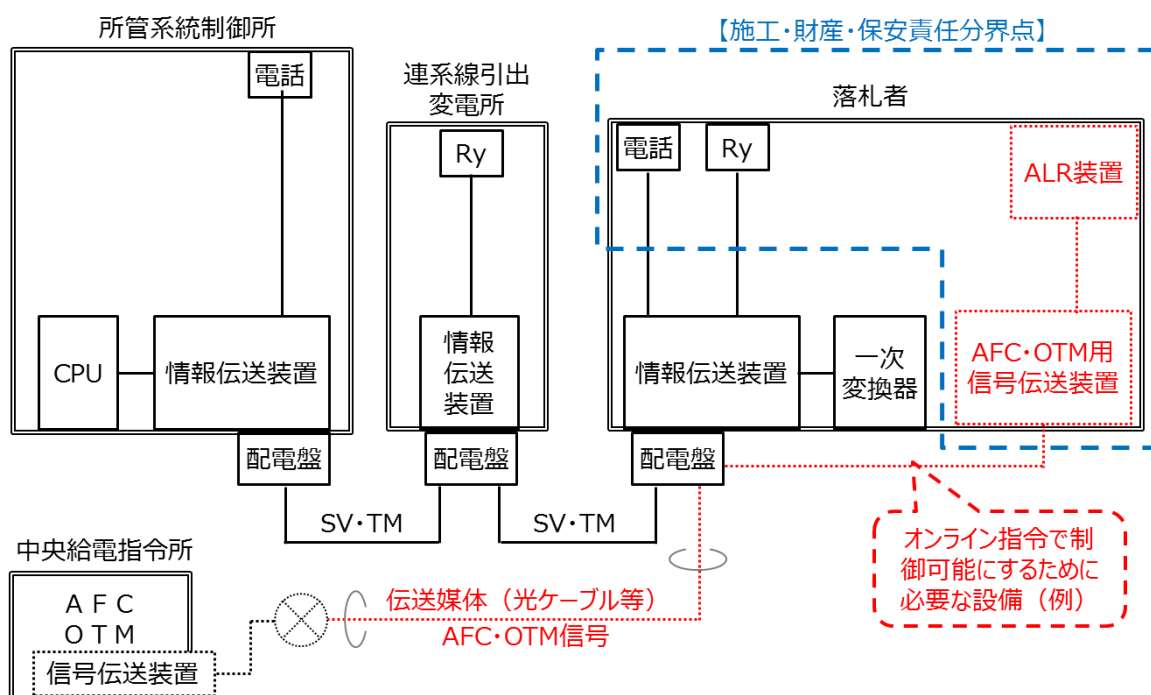 所管系統制御所
電話
CPU
情報伝送装置
配電盤
連系線引出
変電所
Ry
情報
伝送
装置
配電盤
【施工・財産・保安責任分界点】
落札者
電話
Ry
ALR装置
情報伝送装置
一次
変換器
AFC・OTM用
信号伝送装置
配電盤
SV・TM
SV・TM
オンライン指令で制
御可能にするために
必要な設備（例）
中央給電指令所
ＡＦＣ
ＯＴＭ
信号伝送装置
伝送媒体（光ケーブル等）
AFC・OTM信号